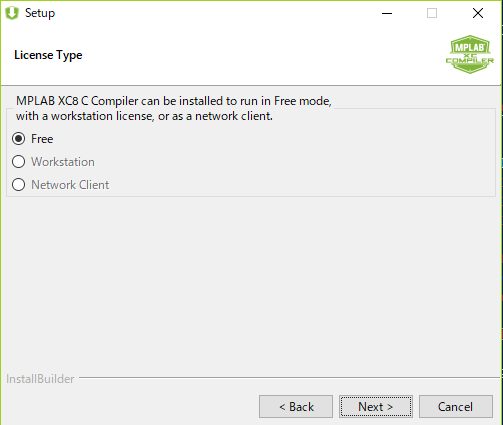 Setup
License Type
MPLAB
XC
COMPILER
MPLAB XC8 C Compiler can be installed to run in Free mode,
with a workstation license, or as a network client.
Free
Workstation
Network Client
InstallBuilder
< Back
Next >
Cancel